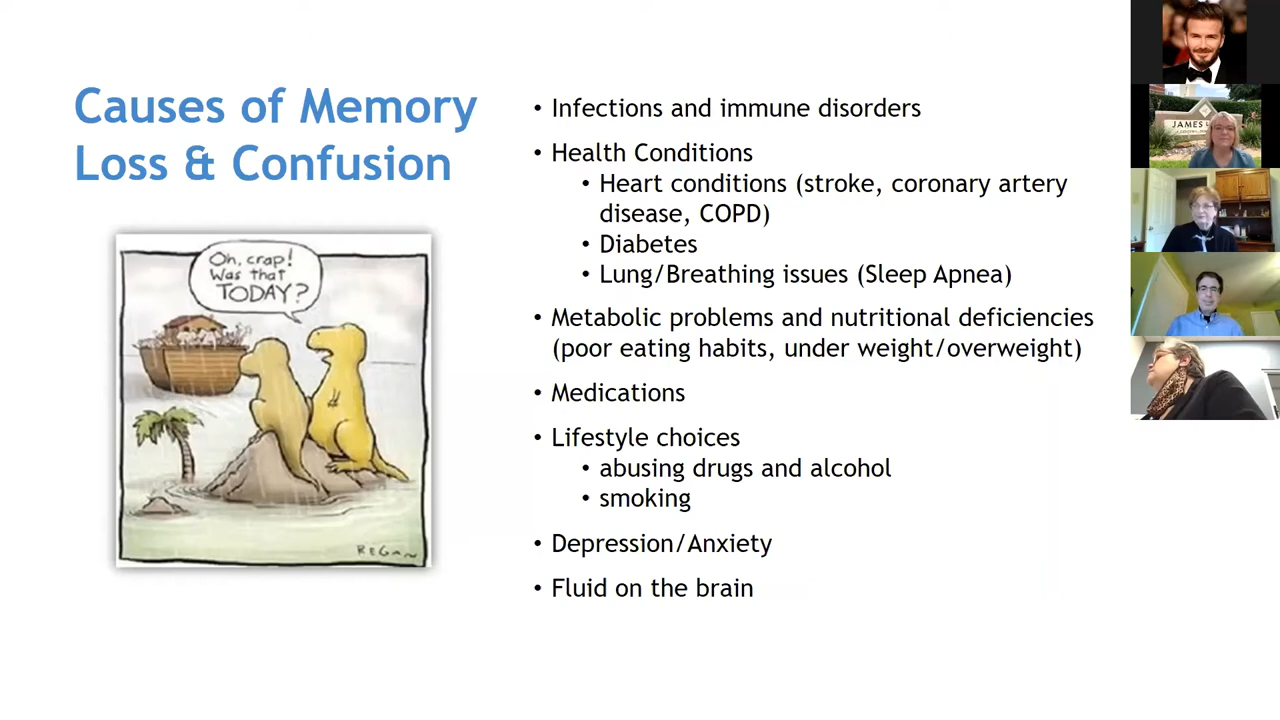 Causes of Memory
Loss & Confusion
Oh, crap!
Was that
TODAY?
REGAN
• Infections and immune disorders
• Health Conditions
• Heart conditions (stroke, coronary artery
disease, COPD)
• Diabetes
• Lung/Breathing issues (Sleep Apnea)
• Metabolic problems and nutritional deficiencies
(poor eating habits, under weight/overweight)
• Medications
• Lifestyle choices
• abusing drugs and alcohol
• smoking
• Depression/Anxiety
• Fluid on the brain
JAMES